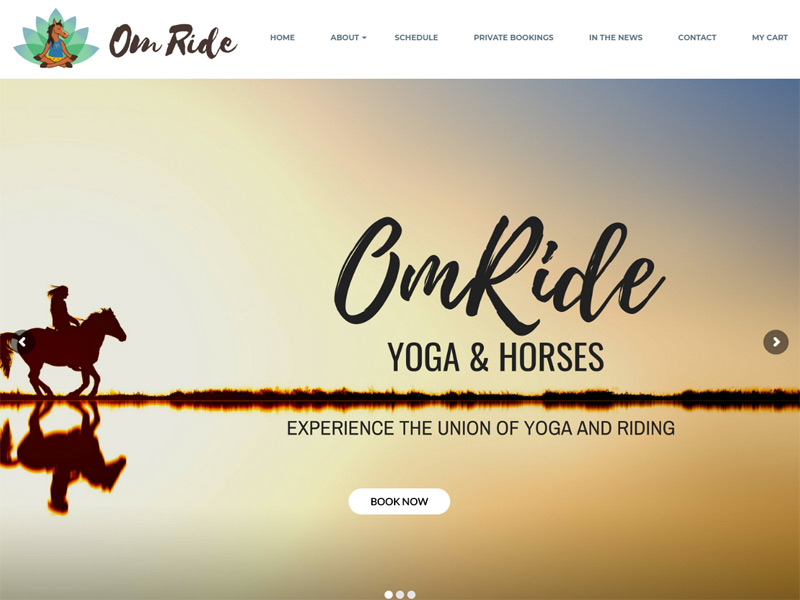 Om Ride
HOME
ABOUT
SCHEDULE
PRIVATE BOOKINGS
IN THE NEWS
CONTACT
MY CART
OmRide
YOGA & HORSES
EXPERIENCE THE UNION OF YOGA AND RIDING
BOOK NOW